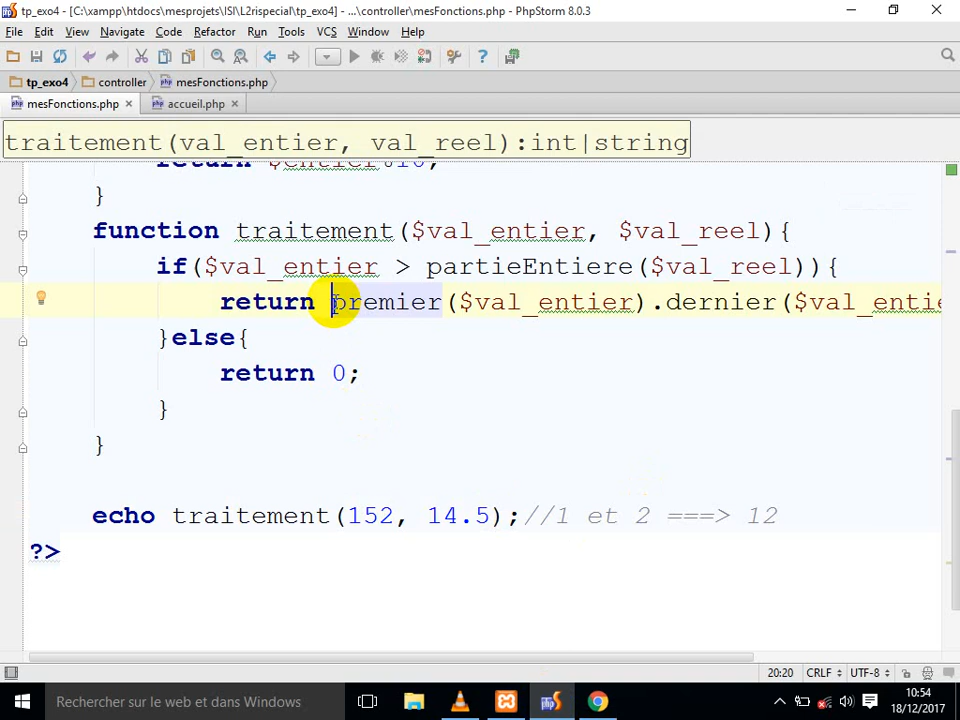 tp_exo4 - [C:\xampp\htdocs\mesprojets\ISI\L2rispecial\tp_exo4] - ...\controller\mesFonctions.php - PhpStorm 8.0.3
File Edit View Navigate Code Refactor Run Tools VCS Window Help
tp_exo4 controller mesFonctions.php
mesFonctions.php × accueil.php ×
traitement(val_entier, val_reel):int|string
return $entier%10;
}
function traitement($val_entier, $val_reel){
if($val_entier > partieEntiere($val_reel)){
return premier($val_entier).dernier($val_entie
}else{
return 0;
}
}
echo traitement(152, 14.5);//1 et 2 ===> 12
?>
20:20 CRLF UTF-8
Rechercher sur le web et dans Windows
10:54
18/12/2017